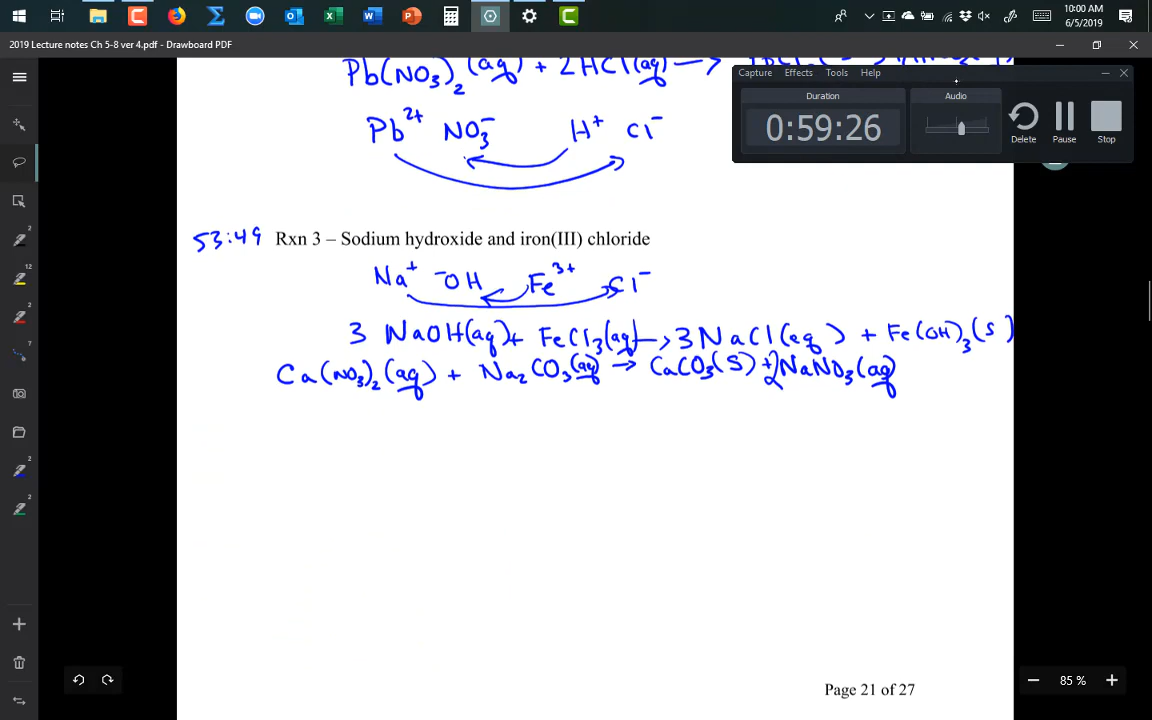 10:00 AM
6/5/2019
2019 Lecture notes Ch 5-8 ver 4.pdf - Drawboard PDF
Pb(NO₃)₂(aq) + 2HCl(aq) →
Capture Effects Tools Help
Duration Audio
0:59:26
Delete Pause Stop
Pb²⁺ NO₃⁻ H⁺ Cl⁻
53:49 Rxn 3 – Sodium hydroxide and iron(III) chloride
Na⁺ ⁻OH Fe³⁺ Cl⁻
3 NaOH(aq) + FeCl₃(aq) → 3 NaCl(aq) + Fe(OH)₃(s)
Ca(NO₃)₂(aq) + Na₂CO₃(aq) → CaCO₃(s) + 2NaNO₃(aq)
Page 21 of 27
85 %